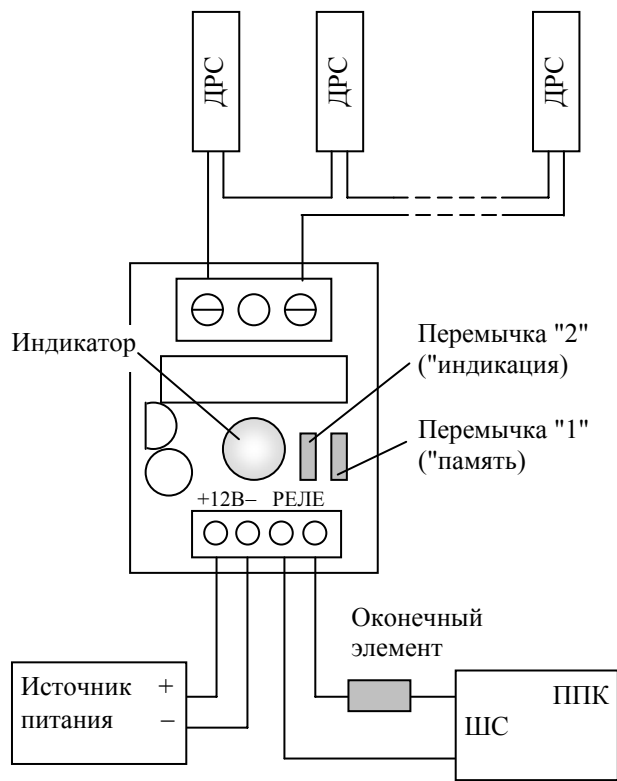 ДРС
ДРС
ДРС
Индикатор
Перемычка "2"
("индикация)
Перемычка "1"
("память)
+12В– РЕЛЕ
Оконечный
элемент
Источник +
питания –
ППК
ШС